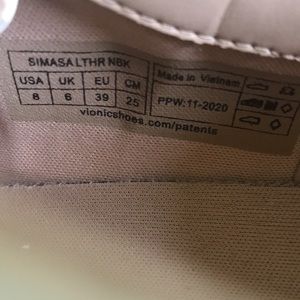 SIMASA LTHR NBK
USA UK EU CM
8 6 39 25
Made in Vietnam
PPW:11-2020
vionicshoes.com/patents